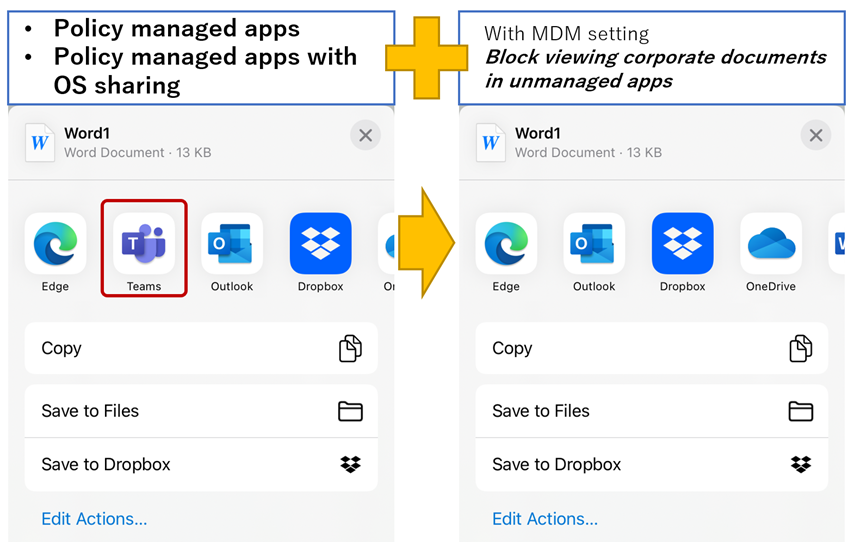 • Policy managed apps
• Policy managed apps with
OS sharing
With MDM setting
Block viewing corporate documents
in unmanaged apps
W
Word1
Word Document · 13 KB
T
O
Edge
Teams
Outlook
Dropbox
On
Copy
Save to Files
Save to Dropbox
Edit Actions...
W
Word1
Word Document · 13 KB
O
W
Edge
Outlook
Dropbox
OneDrive
Copy
Save to Files
Save to Dropbox
Edit Actions...